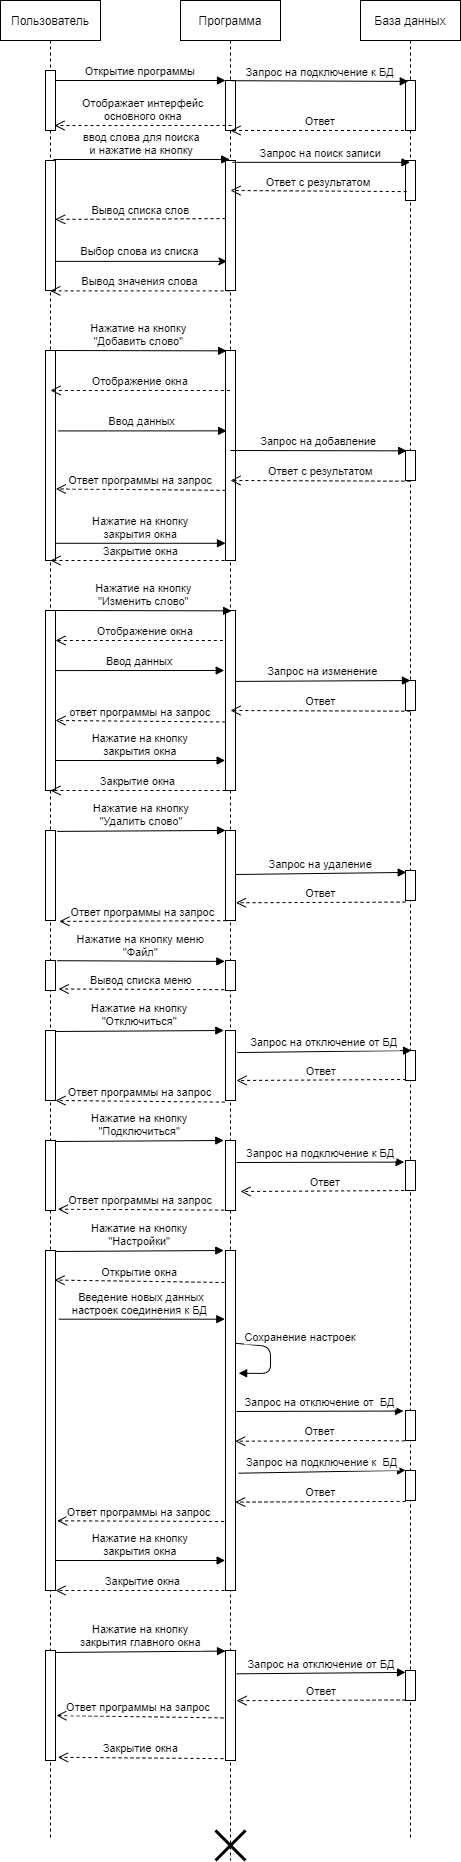 Пользователь
Программа
База данных
Открытие программы
Запрос на подключение к БД
Отображает интерфейс
основного окна
Ответ
ввод слова для поиска
и нажатие на кнопку
Запрос на поиск записи
Ответ с результатом
Вывод списка слов
Выбор слова из списка
Вывод значения слова
Нажатие на кнопку
"Добавить слово"
Отображение окна
Ввод данных
Запрос на добавление
Ответ с результатом
Ответ программы на запрос
Нажатие на кнопку
закрытия окна
Закрытие окна
Нажатие на кнопку
"Изменить слово"
Отображение окна
Ввод данных
Запрос на изменение
Ответ
ответ программы на запрос
Нажатие на кнопку
закрытия окна
Закрытие окна
Нажатие на кнопку
"Удалить слово"
Запрос на удаление
Ответ
Ответ программы на запрос
Нажатие на кнопку меню
"Файл"
Вывод списка меню
Нажатие на кнопку
"Отключиться"
Запрос на отключение от БД
Ответ
Ответ программы на запрос
Нажатие на кнопку
"Подключиться"
Запрос на подключение к БД
Ответ
Ответ программы на запрос
Нажатие на кнопку
"Настройки"
Открытие окна
Введение новых данных
настроек соединения к БД
Сохранение настроек
Запрос на отключение от  БД
Ответ
Запрос на подключение к  БД
Ответ
Ответ программы на запрос
Нажатие на кнопку
закрытия окна
Закрытие окна
Нажатие на кнопку
закрытия главного окна
Запрос на отключение от БД
Ответ
Ответ программы на запрос
Закрытие окна